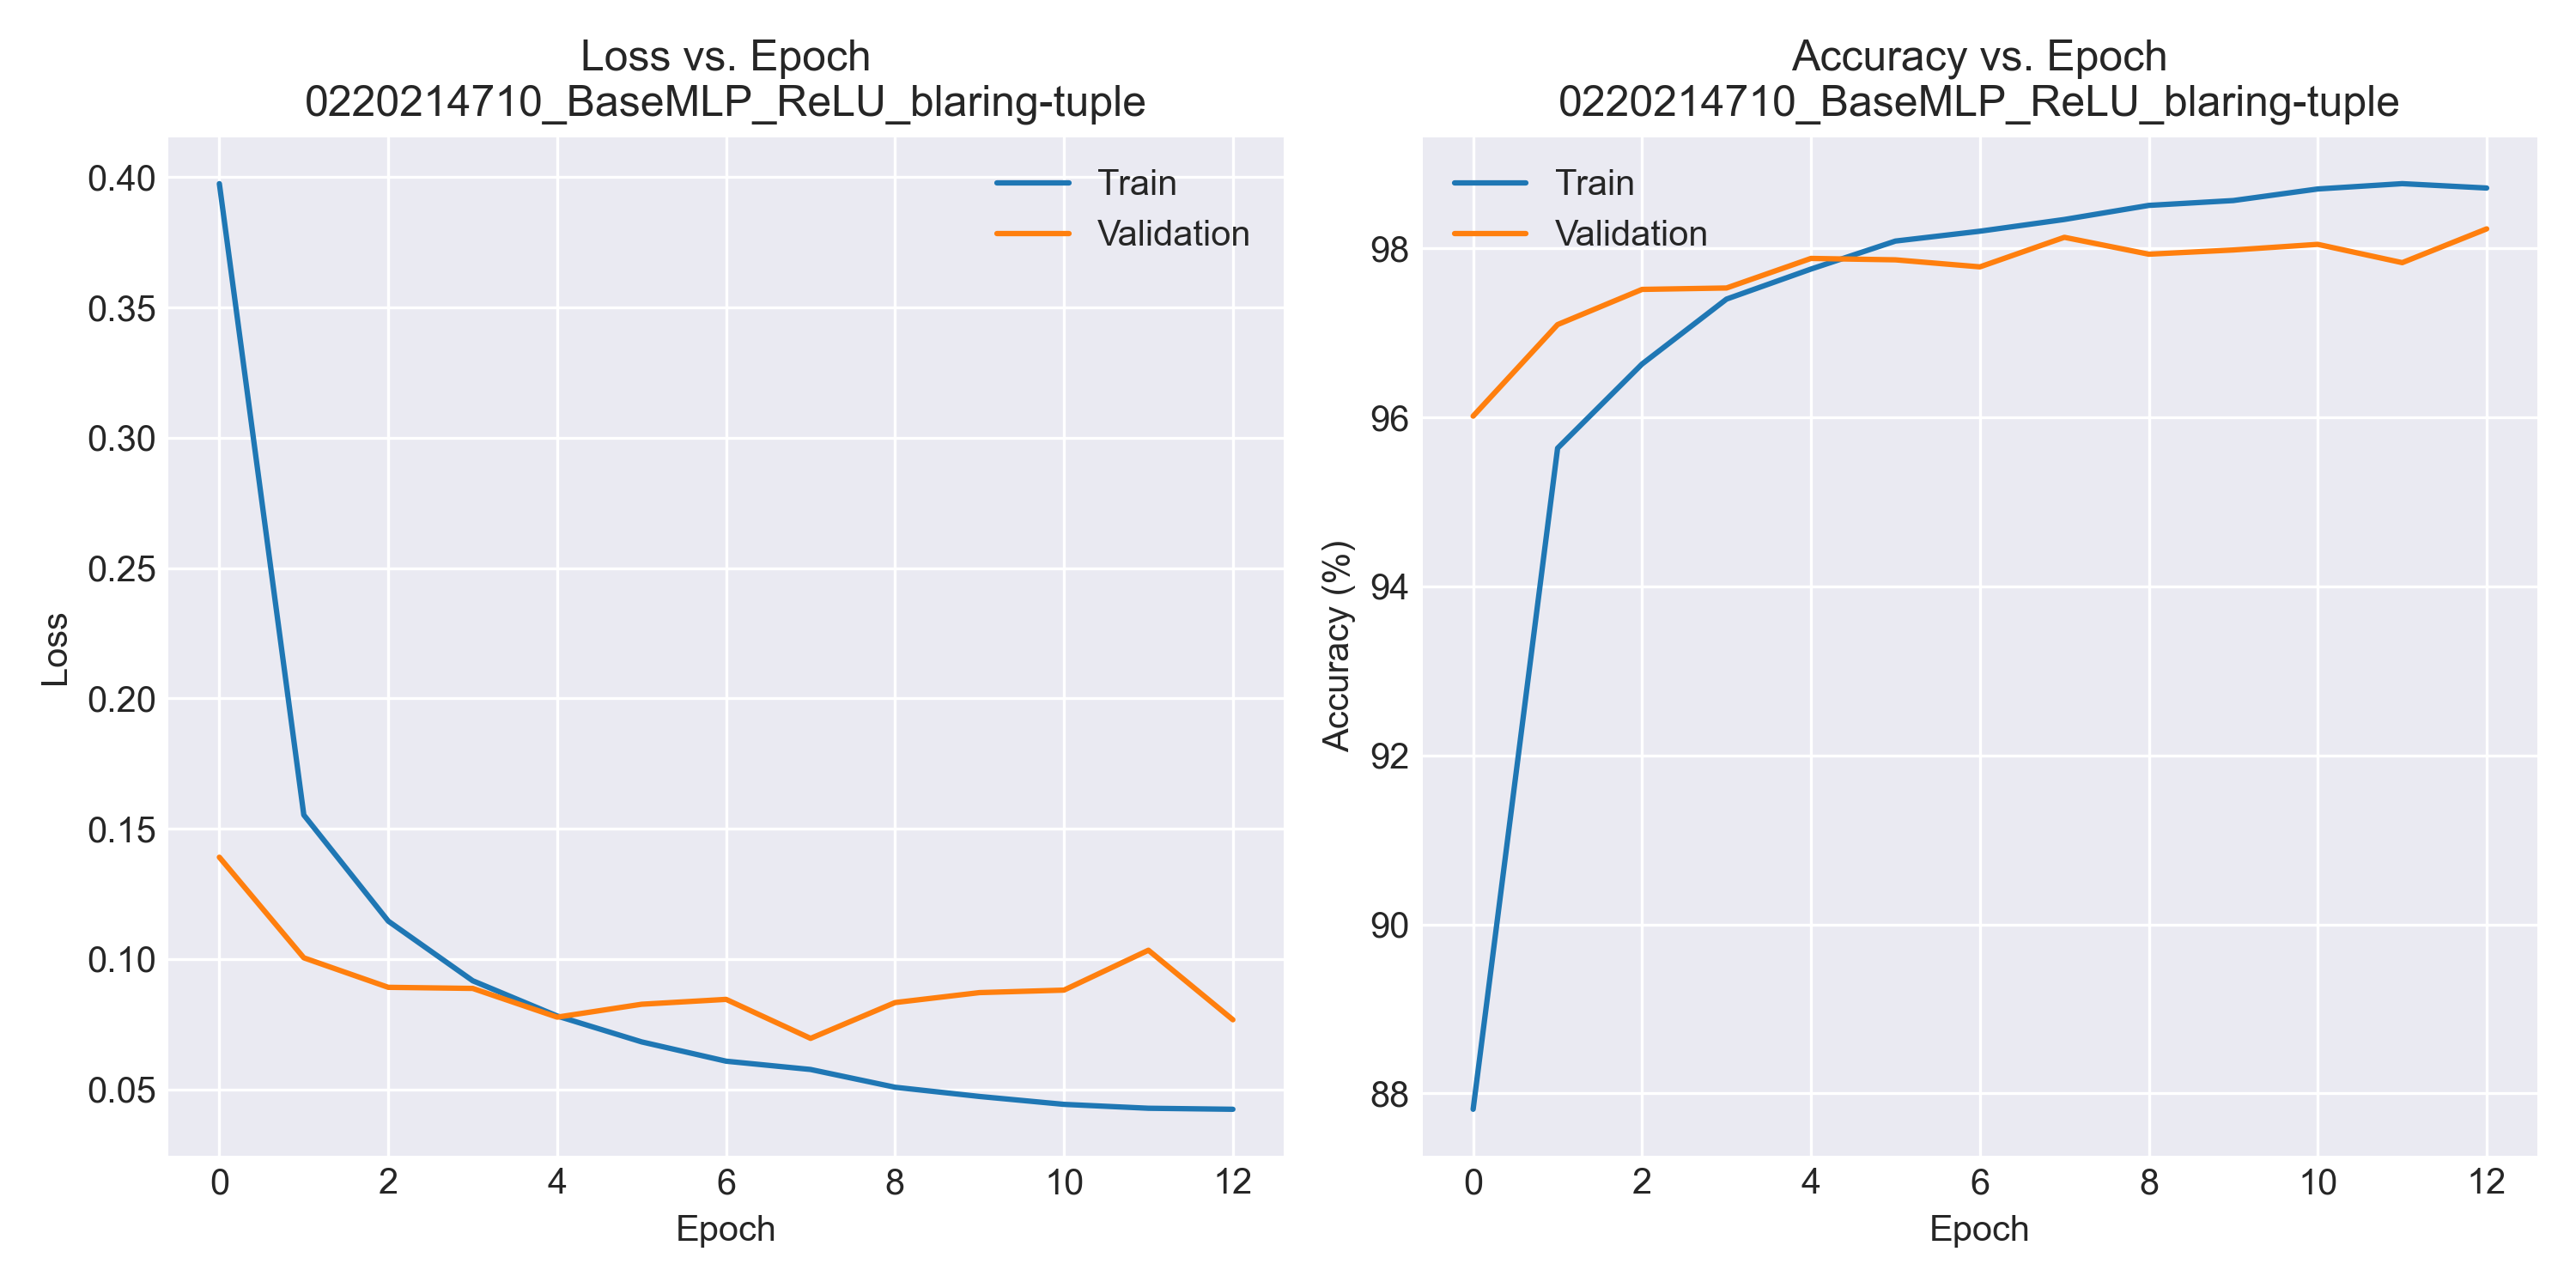 Loss vs. Epoch
0220214710_BaseMLP_ReLU_blaring-tuple
Train
Validation
0.40
0.35
0.30
0.25
0.20
0.15
0.10
0.05
Loss
0 2 4 6 8 10 12
Epoch
Accuracy vs. Epoch
0220214710_BaseMLP_ReLU_blaring-tuple
Train
Validation
98
96
94
92
90
88
Accuracy (%)
0 2 4 6 8 10 12
Epoch